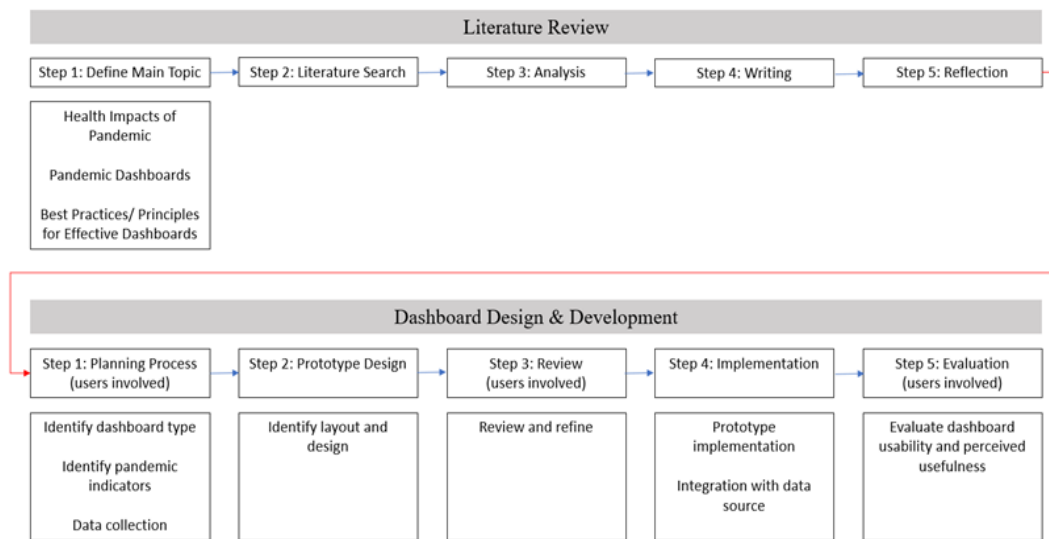 Literature Review
Step 1: Define Main Topic
Step 2: Literature Search
Step 3: Analysis
Step 4: Writing
Step 5: Reflection
Health Impacts of
Pandemic
Pandemic Dashboards
Best Practices/ Principles
for Effective Dashboards
Dashboard Design & Development
Step 1: Planning Process
(users involved)
Step 2: Prototype Design
Step 3: Review
(users involved)
Step 4: Implementation
Step 5: Evaluation
(users involved)
Identify dashboard type
Identify pandemic
indicators
Data collection
Identify layout and
design
Review and refine
Prototype
implementation
Integration with data
source
Evaluate dashboard
usability and perceived
usefulness